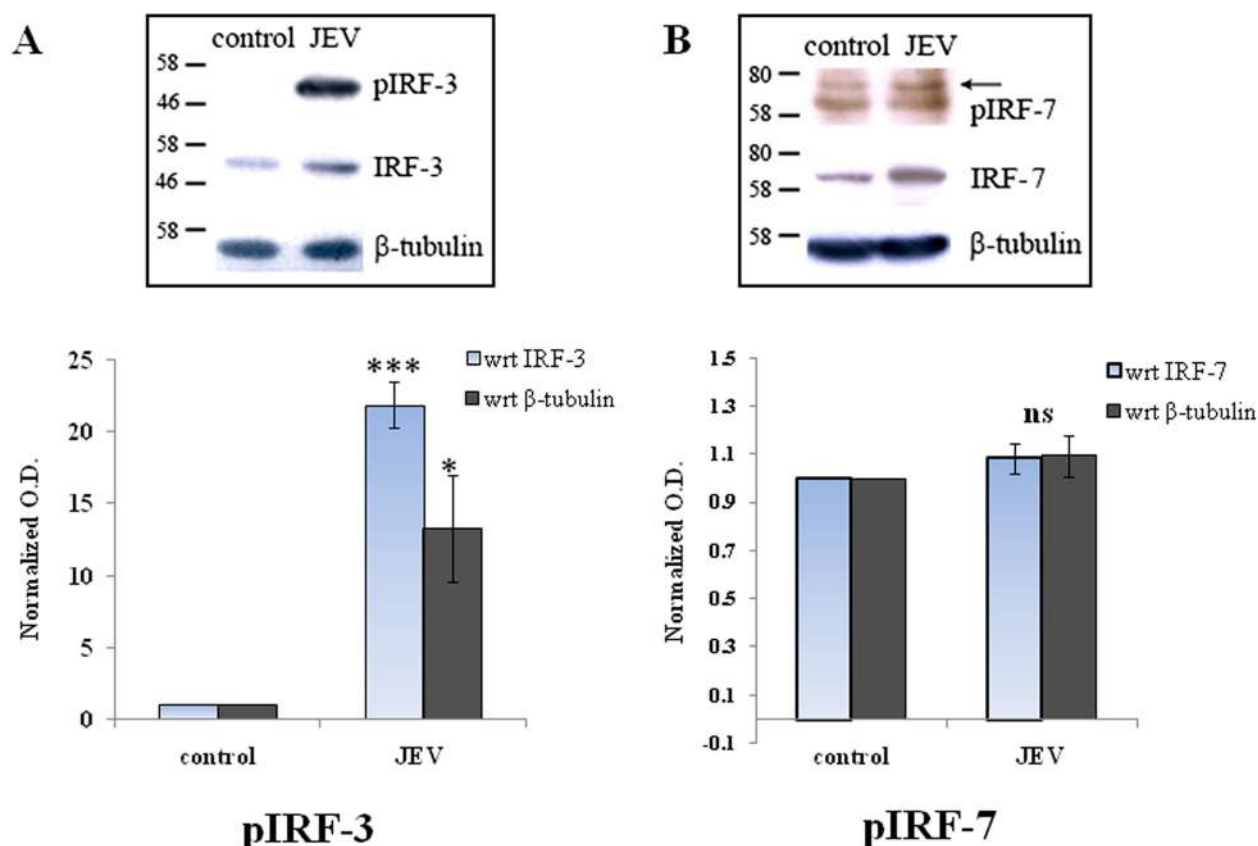 A
control JEV
58
pIRF-3
46
58
IRF-3
46
58
β-tubulin
B
control JEV
80
58
pIRF-7
80
IRF-7
58
58
β-tubulin
25
20
15
10
5
0
Normalized O.D.
***
*
wrt IRF-3
wrt β-tubulin
control JEV
pIRF-3
1.5
1.3
1.1
0.9
0.7
0.5
0.3
0.1
-0.1
Normalized O.D.
ns
wrt IRF-7
wrt β-tubulin
control JEV
pIRF-7